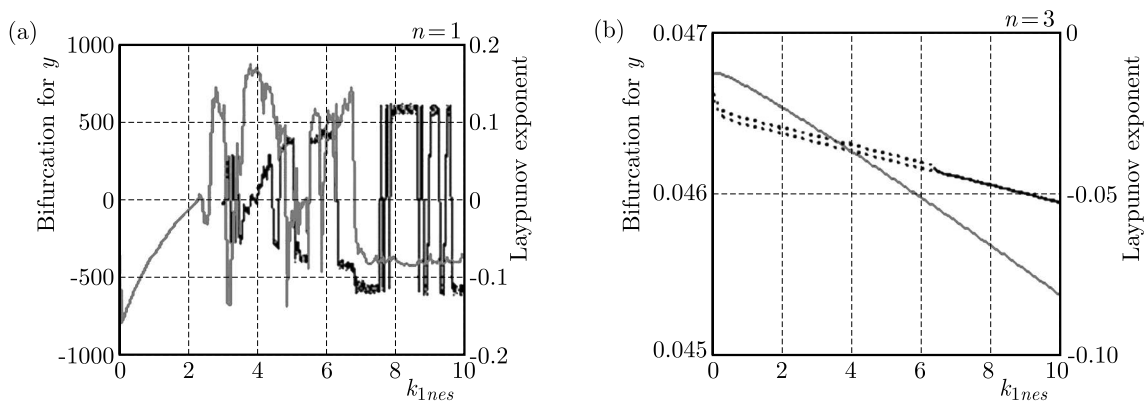 (a)
n = 1
Bifurcation for y
1000
500
0
-500
-1000
0.2
0.1
0
-0.1
-0.2
Laypunov exponent
0 2 4 6 8 10
k1nes
(b)
n = 3
Bifurcation for y
0.047
0.046
0.045
0
-0.05
-0.10
Laypunov exponent
0 2 4 6 8 10
k1nes